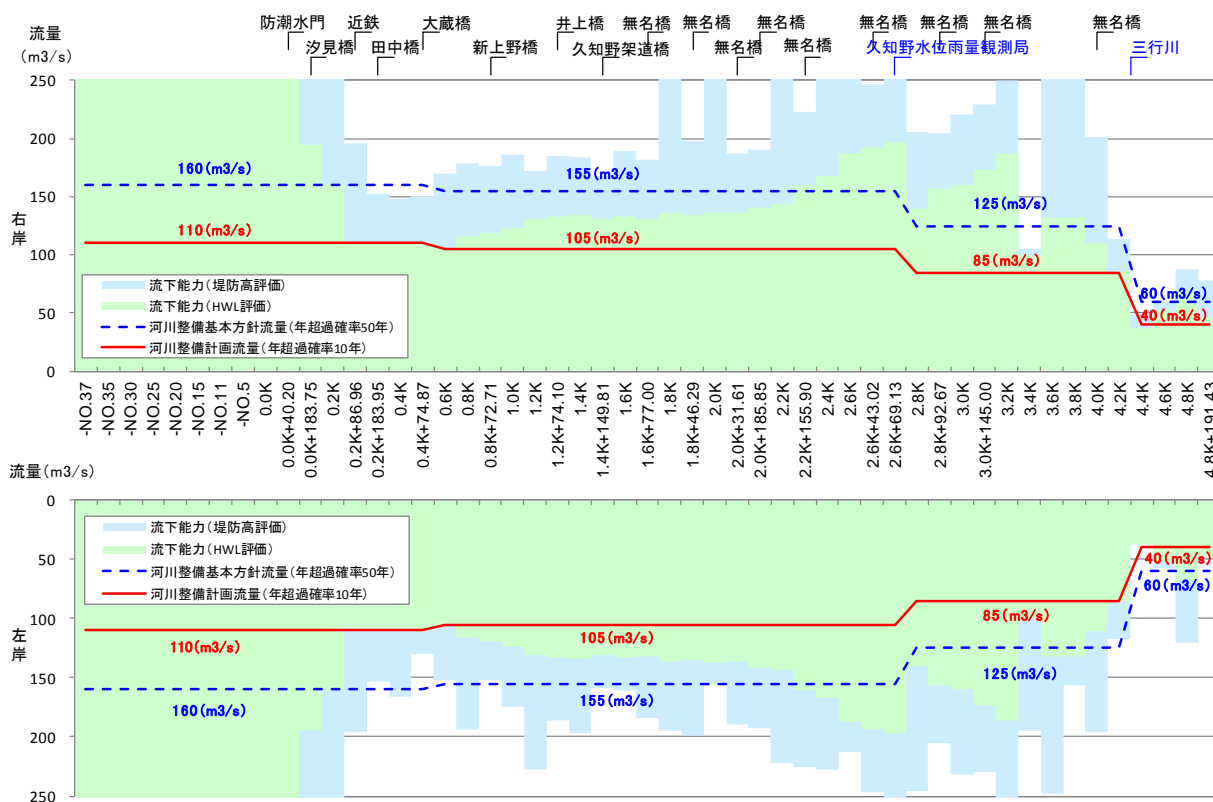 防潮水門 近鉄 大蔵橋 井上橋 無名橋 無名橋 無名橋 無名橋 無名橋 無名橋 無名橋
流量
(m3/s)
汐見橋 田中橋 新上野橋 久知野架道橋 無名橋 無名橋 久知野水位雨量観測局 三行川
250
200
150
100
50
0
右岸
160(m3/s)
155(m3/s)
125(m3/s)
60(m3/s)
110(m3/s)
105(m3/s)
85(m3/s)
40(m3/s)
流下能力(堤防高評価)
流下能力(HWL評価)
河川整備基本方針流量(年超過確率50年)
河川整備計画流量(年超過確率10年)
-NO.37
-NO.35
-NO.30
-NO.25
-NO.20
-NO.15
-NO.11
-NO.5
0.0K
0.0K+40.20
0.0K+183.75
0.2K
0.2K+86.96
0.2K+183.95
0.4K
0.4K+74.87
0.6K
0.8K
0.8K+72.71
1.0K
1.2K
1.2K+74.10
1.4K
1.4K+149.81
1.6K
1.6K+77.00
1.8K
1.8K+46.29
2.0K
2.0K+31.61
2.0K+185.85
2.2K
2.2K+155.90
2.4K
2.6K
2.6K+43.02
2.6K+69.13
2.8K
2.8K+92.67
3.0K
3.0K+145.00
3.2K
3.4K
3.6K
3.8K
4.0K
4.2K
4.4K
4.6K
4.8K
4.8K+191.43
流量(m3/s)
0
50
100
150
200
250
左岸
流下能力(堤防高評価)
流下能力(HWL評価)
河川整備基本方針流量(年超過確率50年)
河川整備計画流量(年超過確率10年)
40(m3/s)
60(m3/s)
85(m3/s)
110(m3/s)
105(m3/s)
125(m3/s)
160(m3/s)
155(m3/s)